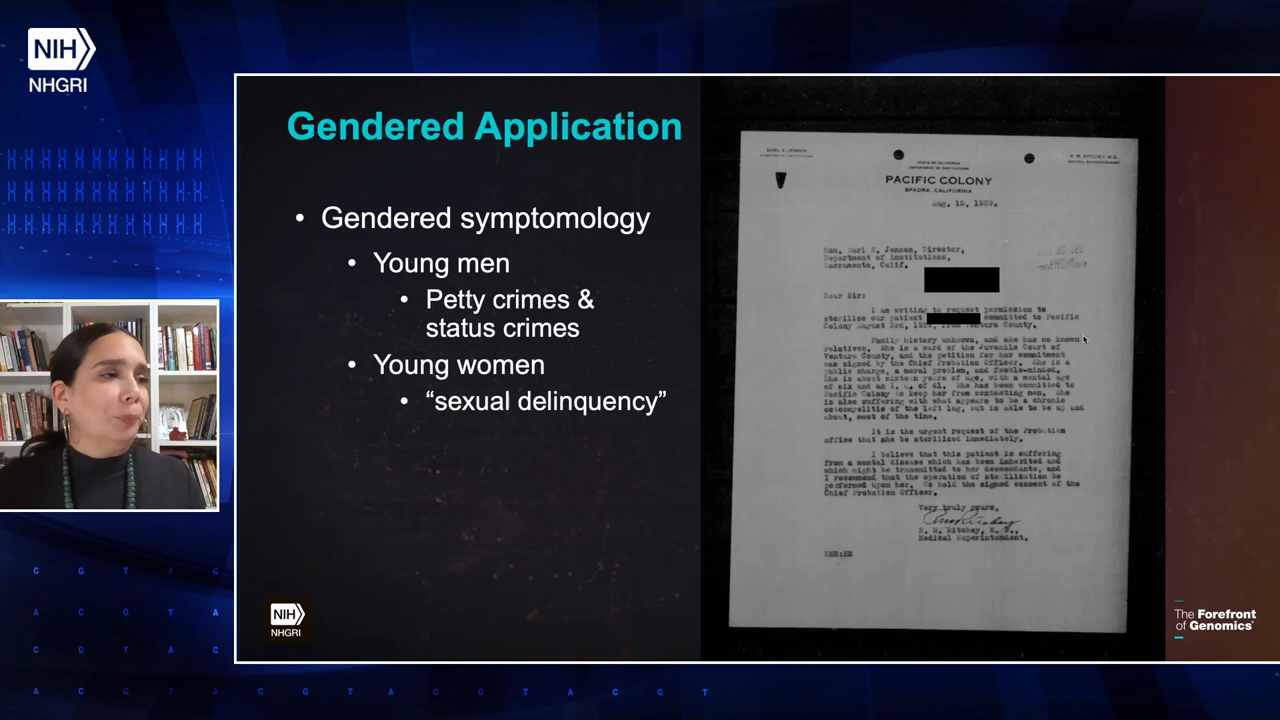 NIH
NHGRI
Gendered Application
• Gendered symptomology
• Young men
• Petty crimes &
status crimes
• Young women
• “sexual delinquency”
NIH
NHGRI
STATE OF CALIFORNIA
DEPARTMENT OF INSTITUTIONS
PACIFIC COLONY
SPADRA, CALIFORNIA
Aug. 15, 1929.
Director,
Department of Institutions,
Sacramento, Calif.
Dear Sir:
I am writing to request permission to
sterilize our patient committed to Pacific
Colony August 3rd, from Ventura County.
Family history unknown, and she has no known
relatives. She is a ward of the Juvenile Court of
Ventura County, and the petition for her commitment
was signed by the Chief Probation Officer. She is a
public charge, a moral problem, and feeble-minded.
She is about sixteen years of age, with a mental age
of six and an I. Q. of 41. She has been committed to
Pacific Colony to keep her from contacting men. She
is also suffering with what appears to be a chronic
osteomyelitis of the left leg, but is able to be up and
about, most of the time.
It is the urgent request of the Probation
office that she be sterilized immediately.
I believe that this patient is suffering
from a mental disease which has been inherited and
which might be transmitted to her descendants, and
I recommend that the operation of sterilization be
performed upon her. We hold the signed consent of the
Chief Probation Officer.
Very truly yours,
Medical Superintendent.
The Forefront
of Genomics
C G T A C
A C G T A
C G T A C
A C G T A C G T A C G T A C G T